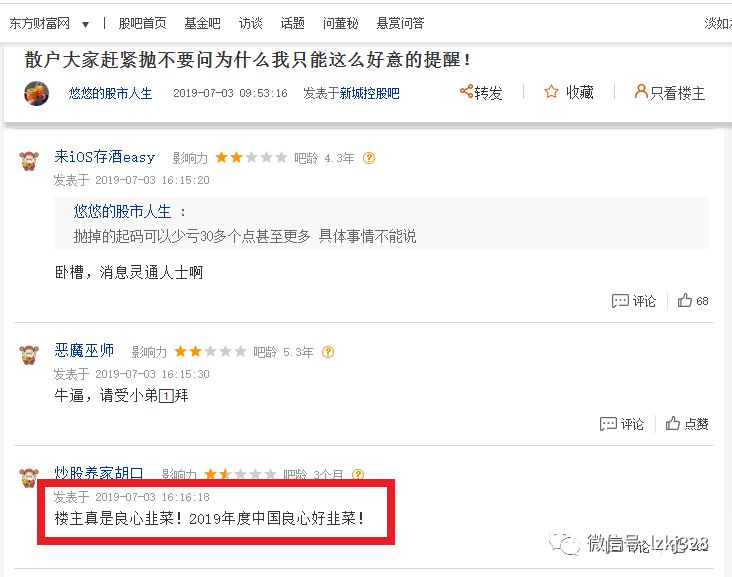 东方财富网 ▼ | 股吧首页 基金吧 访谈 话题 问董秘 悬赏问答 淡如
散户大家赶紧抛不要问为什么我只能这么好意的提醒！
悠悠的股市人生 2019-07-03 09:53:16 发表于新城控股吧 转发 收藏 只看楼主
来iOS存酒easy 影响力 吧龄 4.3年 ?
发表于 2019-07-03 16:15:20
悠悠的股市人生 ：
抛掉的起码可以少亏30多个点甚至更多 具体事情不能说
卧槽，消息灵通人士啊
评论 68
恶魔巫师 影响力 吧龄 5.3年 ?
发表于 2019-07-03 16:15:30
牛逼，请受小弟1拜
评论 点赞
炒股养家胡口 影响力 吧龄 3个月 ?
发表于 2019-07-03 16:16:18
楼主真是良心韭菜！2019年度中国良心好韭菜！
评论
微信号: lzkj328